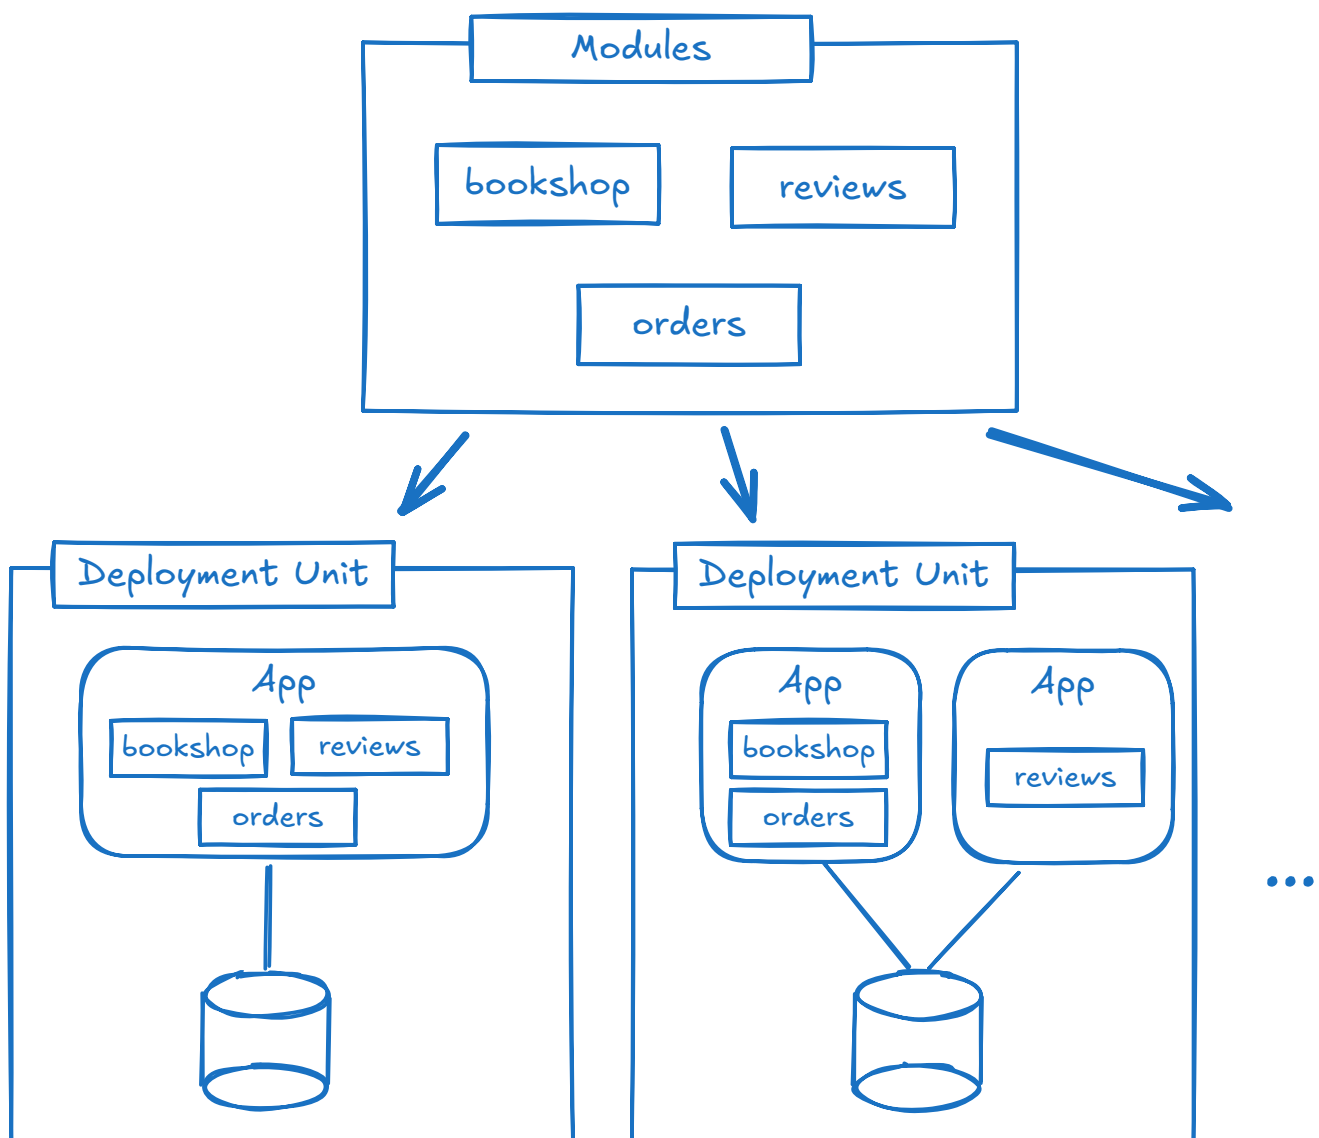 Modules
bookshop
reviews
orders
Deployment Unit
App
bookshop
reviews
orders
Deployment Unit
App
bookshop
orders
App
reviews
...